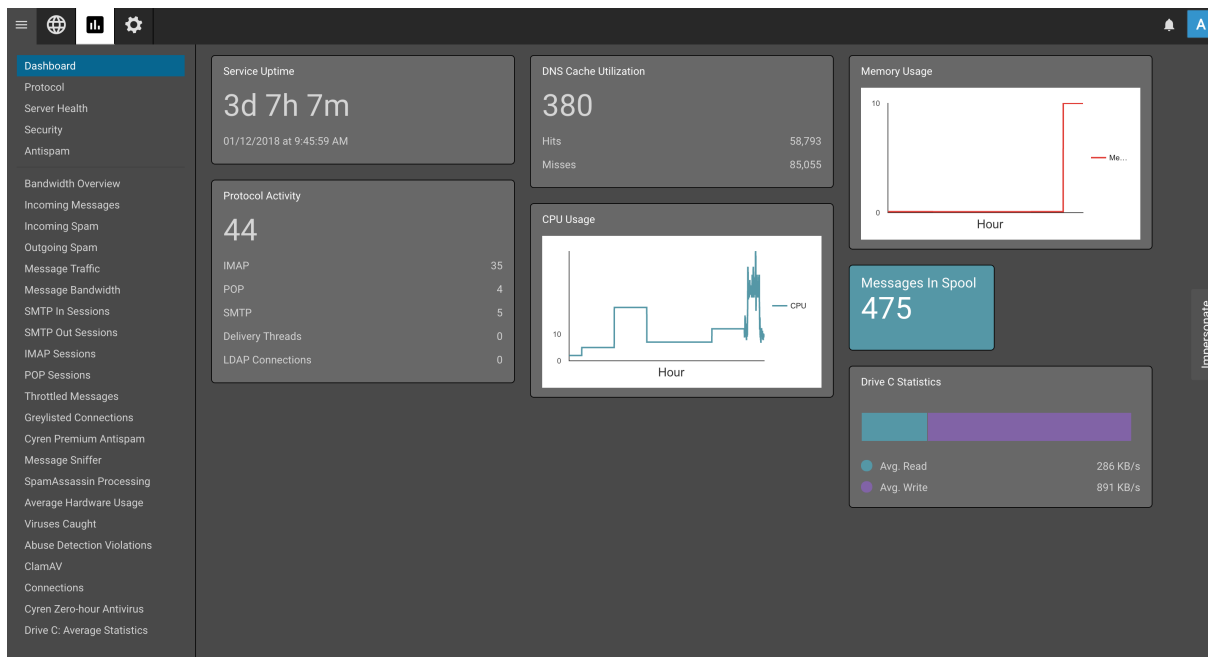 A
Dashboard
Protocol
Server Health
Security
Antispam
Bandwidth Overview
Incoming Messages
Incoming Spam
Outgoing Spam
Message Traffic
Message Bandwidth
SMTP In Sessions
SMTP Out Sessions
IMAP Sessions
POP Sessions
Throttled Messages
Greylisted Connections
Cyren Premium Antispam
Message Sniffer
SpamAssassin Processing
Average Hardware Usage
Viruses Caught
Abuse Detection Violations
ClamAV
Connections
Cyren Zero-hour Antivirus
Drive C: Average Statistics
Service Uptime
3d 7h 7m
01/12/2018 at 9:45:59 AM
Protocol Activity
44
IMAP 35
POP 4
SMTP 5
Delivery Threads 0
LDAP Connections 0
DNS Cache Utilization
380
Hits 58,793
Misses 85,055
CPU Usage
CPU
10
0
Hour
Memory Usage
10
Me...
0
Hour
Messages In Spool
475
Drive C Statistics
Avg. Read 286 KB/s
Avg. Write 891 KB/s
Impersonate